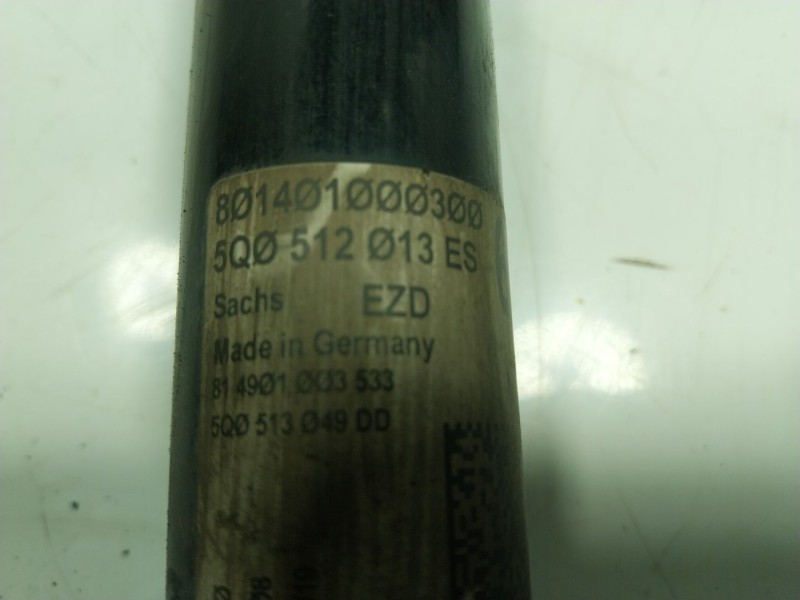 8Ø14Ø1ØØØ3ØØ
5QØ 512 Ø13 ES
Sachs EZD
Made in Germany
81 49Ø1 ØØ3 533
5QØ 513 Ø49 DD